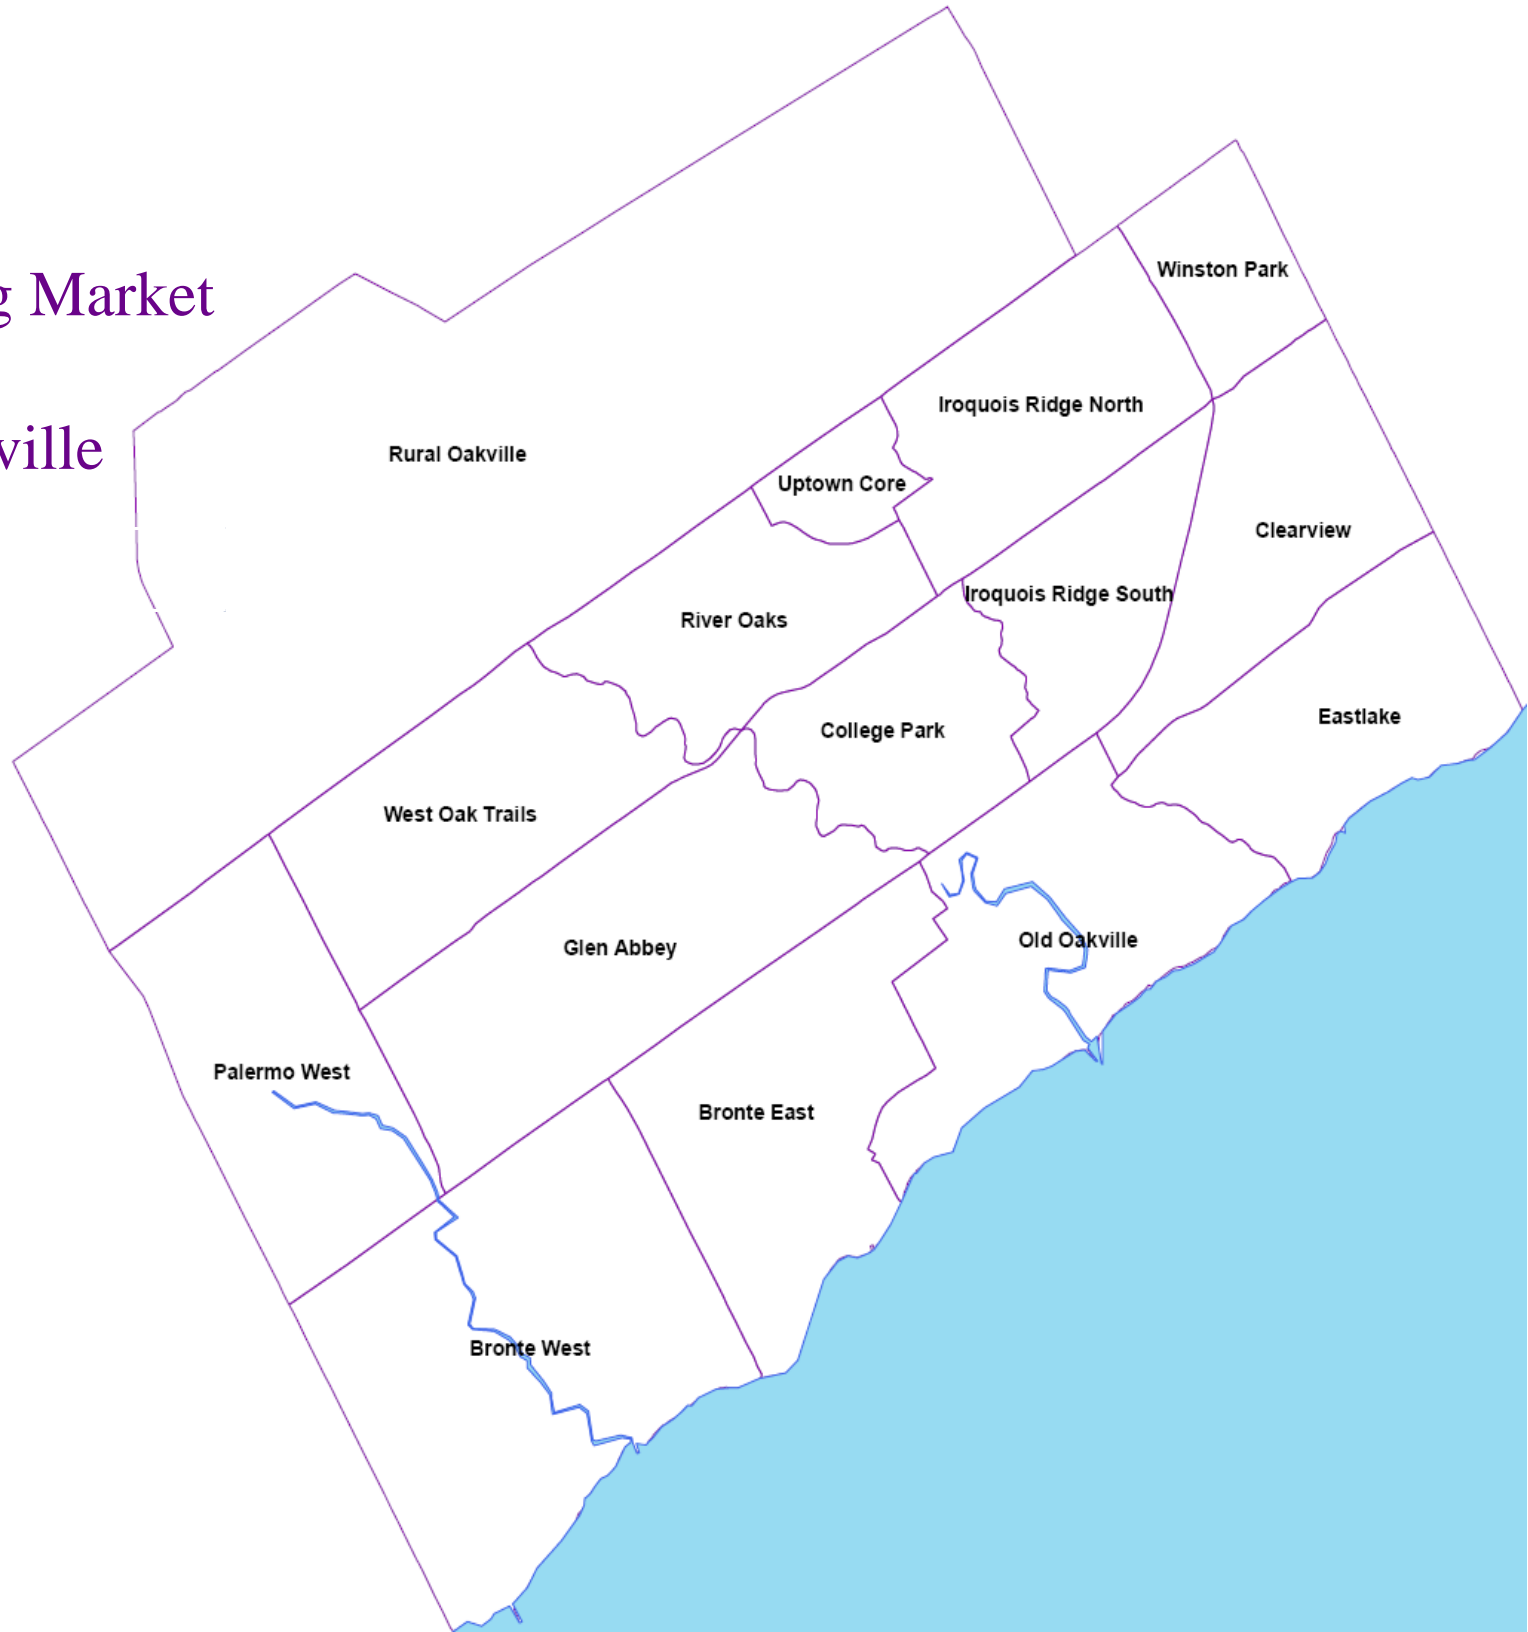 g Market
ville
Winston Park
Iroquois Ridge North
Rural Oakville
Uptown Core
Clearview
Iroquois Ridge South
River Oaks
Eastlake
College Park
West Oak Trails
Old Oakville
Glen Abbey
Palermo West
Bronte East
Bronte West